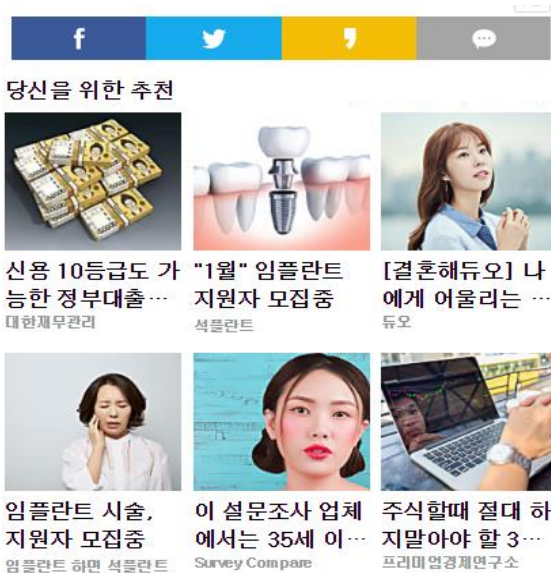 당신을 위한 추천
신용 10등급도 가
능한 정부대출…
대한재무관리
"1월" 임플란트
지원자 모집중
석플란트
[결혼해듀오] 나
에게 어울리는 …
듀오
임플란트 시술,
지원자 모집중
임플란트 하면 석플란트
이 설문조사 업체
에서는 35세 이…
Survey Compare
주식할때 절대 하
지말아야 할 3…
프리미엄경제연구소